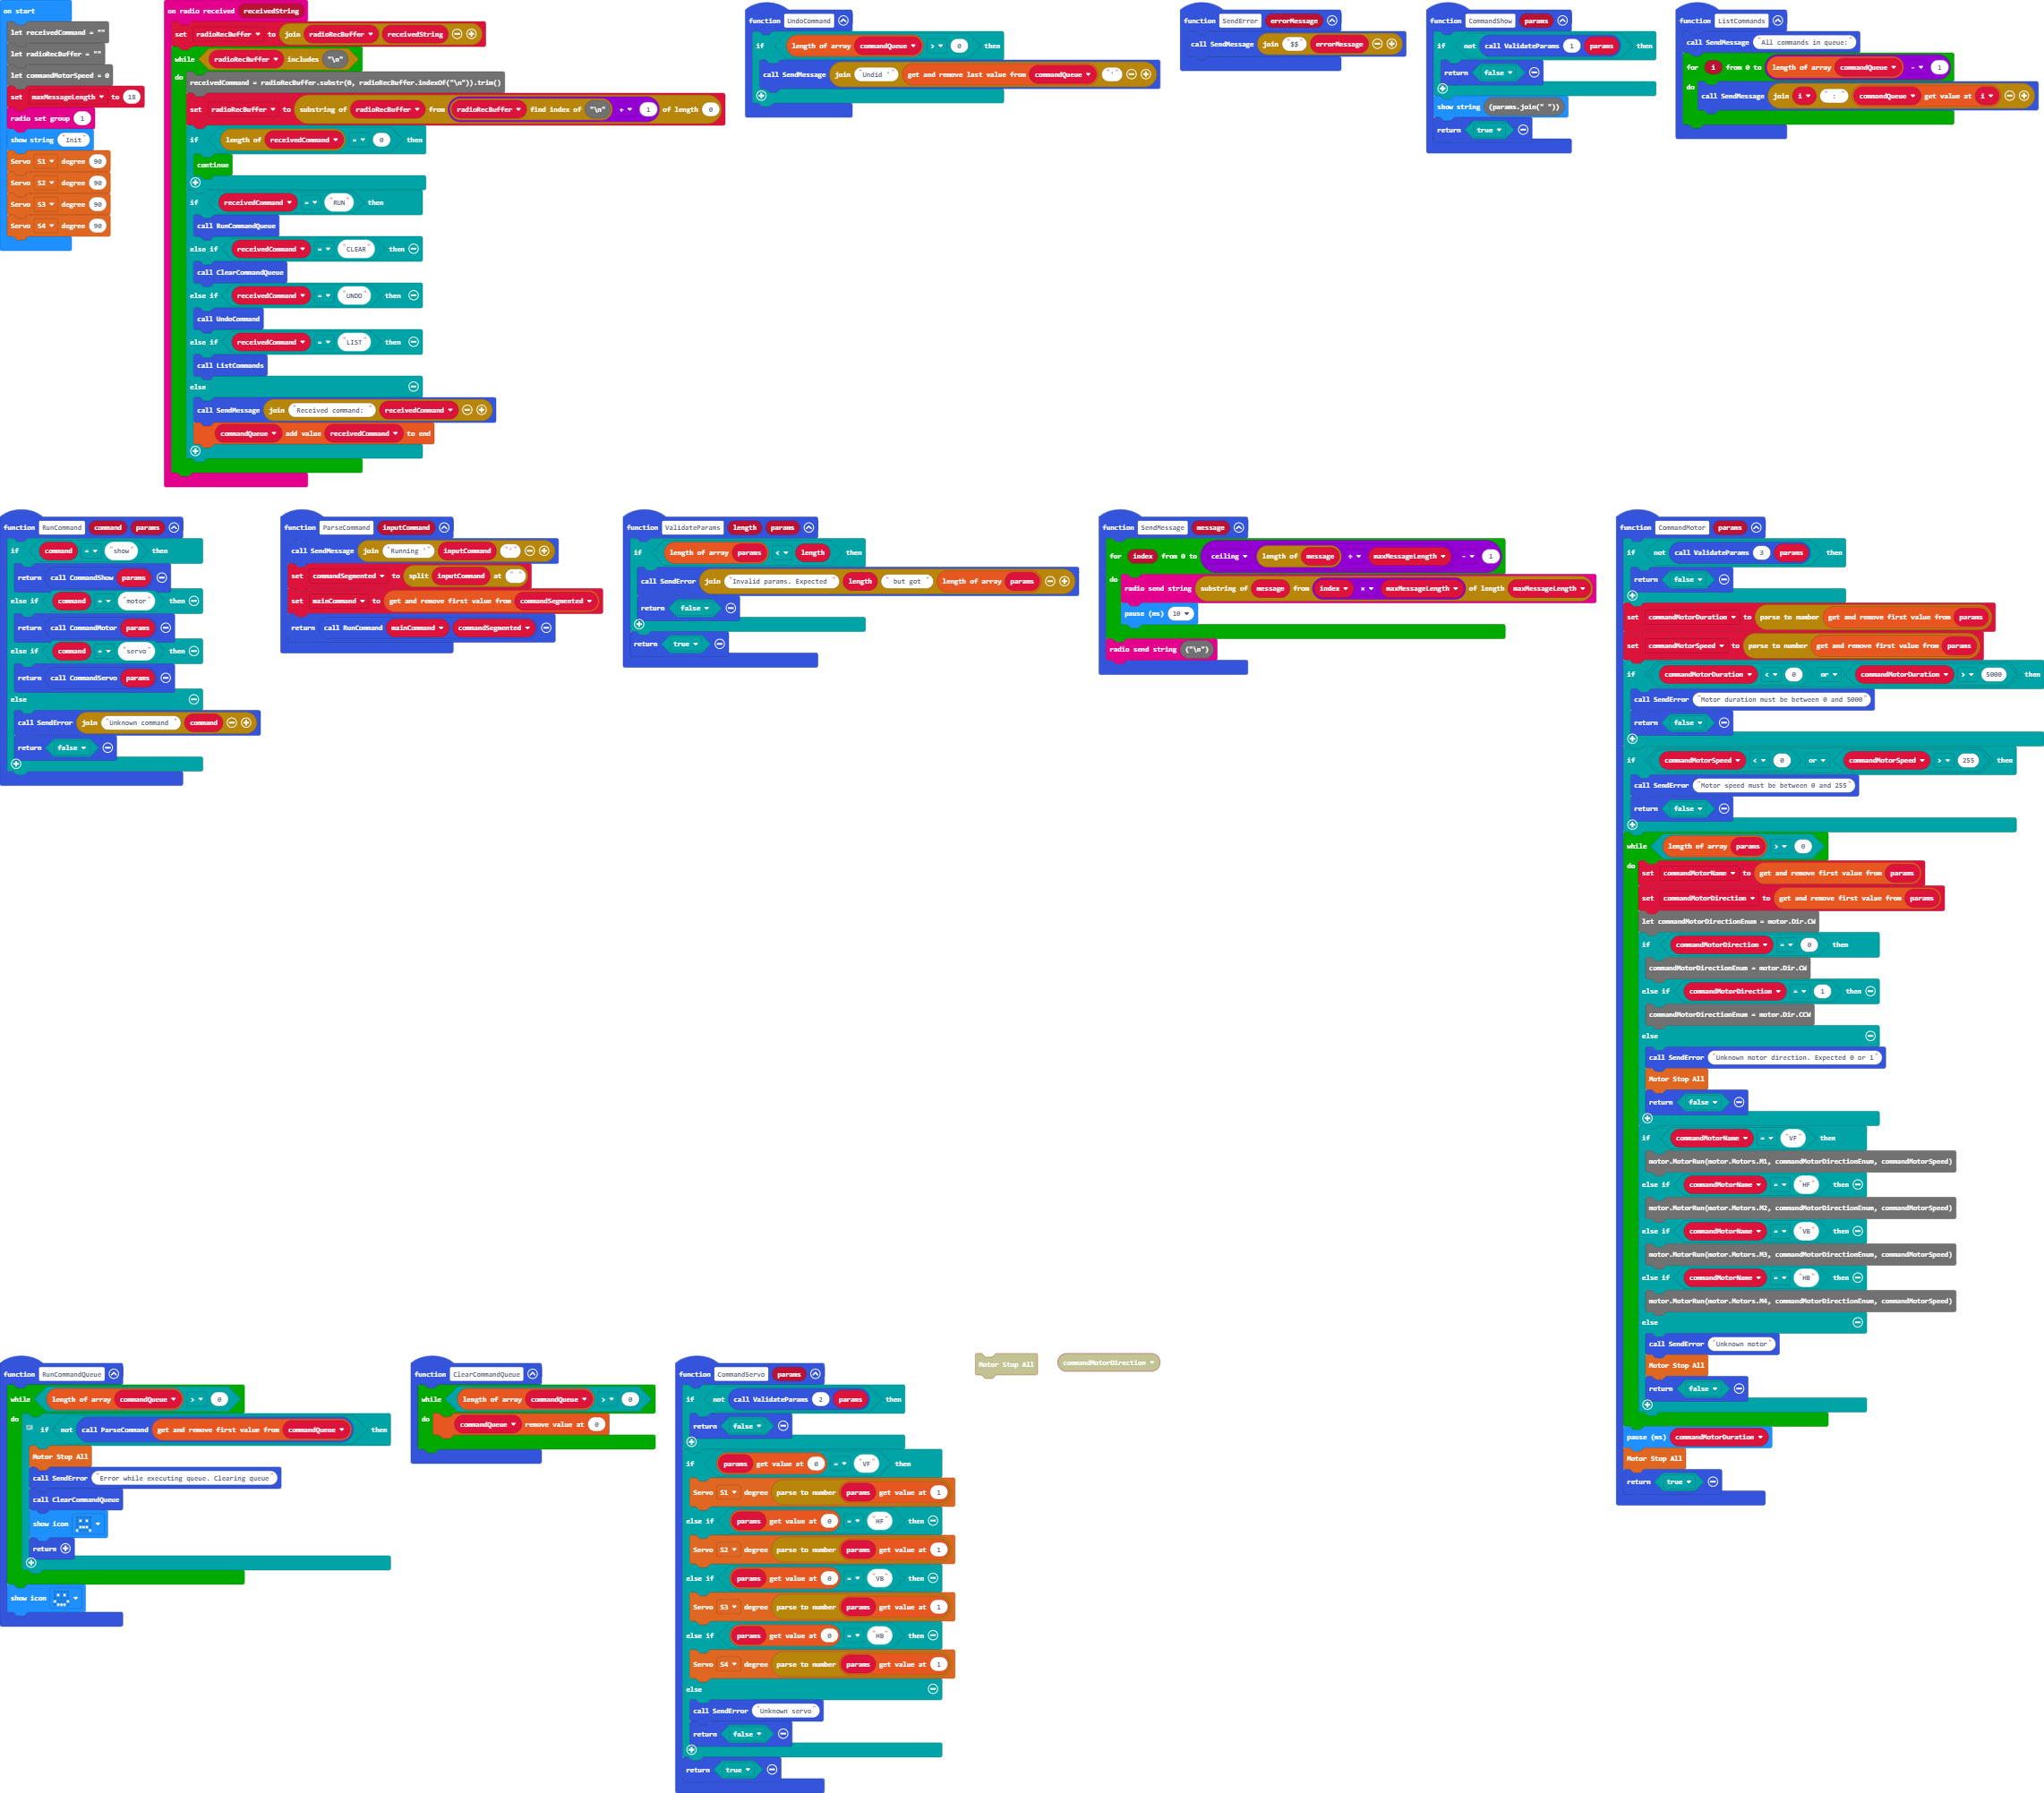 on start
let receivedCommand = ""
let radioRecBuffer = ""
let commandMotorSpeed = 0
set maxMessageLength to 18
radio set group 1
show string "Init"
Servo S1 degree 90
Servo S2 degree 90
Servo S3 degree 90
Servo S4 degree 90
on radio received receivedString
set radioRecBuffer to join radioRecBuffer receivedString
while radioRecBuffer includes "\n"
do receivedCommand = radioRecBuffer.substr(0, radioRecBuffer.indexOf("\n")).trim()
set radioRecBuffer to substring of radioRecBuffer from radioRecBuffer find index of "\n" + 1 of length 0
if length of receivedCommand = 0 then
continue
if receivedCommand = "RUN" then
call RunCommandQueue
else if receivedCommand = "CLEAR" then
call ClearCommandQueue
else if receivedCommand = "UNDO" then
call UndoCommand
else if receivedCommand = "LIST" then
call ListCommands
else
call SendMessage join "Received command: " receivedCommand
commandQueue add value receivedCommand to end
function UndoCommand
if length of array commandQueue > 0 then
call SendMessage join "Undid '" get and remove last value from commandQueue "'"
function SendError errorMessage
call SendMessage join "$$" errorMessage
function CommandShow params
if not call ValidateParams 1 params then
return false
show string (params.join(" "))
return true
function ListCommands
call SendMessage "All commands in queue:"
for i from 0 to length of array commandQueue - 1
do call SendMessage join i " : " commandQueue get value at i
function RunCommand command params
if command = "show" then
return call CommandShow params
else if command = "motor" then
return call CommandMotor params
else if command = "servo" then
return call CommandServo params
else
call SendError join "Unknown command " command
return false
function ParseCommand inputCommand
call SendMessage join "Running '" inputCommand "'"
set commandSegmented to split inputCommand at " "
set mainCommand to get and remove first value from commandSegmented
return call RunCommand mainCommand commandSegmented
function ValidateParams length params
if length of array params < length then
call SendError join "Invalid params. Expected " length " but got " length of array params
return false
return true
function SendMessage message
for index from 0 to ceiling length of message ÷ maxMessageLength - 1
do radio send string substring of message from index × maxMessageLength of length maxMessageLength
pause (ms) 10
radio send string ("\n")
function CommandMotor params
if not call ValidateParams 3 params then
return false
set commandMotorDuration to parse to number get and remove first value from params
set commandMotorSpeed to parse to number get and remove first value from params
if commandMotorDuration < 0 or commandMotorDuration > 5000 then
call SendError "Motor duration must be between 0 and 5000"
return false
if commandMotorSpeed < 0 or commandMotorSpeed > 255 then
call SendError "Motor speed must be between 0 and 255"
return false
while length of array params > 0
do set commandMotorName to get and remove first value from params
set commandMotorDirection to get and remove first value from params
let commandMotorDirectionEnum = motor.Dir.CW
if commandMotorDirection = 0 then
commandMotorDirectionEnum = motor.Dir.CW
else if commandMotorDirection = 1 then
commandMotorDirectionEnum = motor.Dir.CCW
else
call SendError "Unknown motor direction. Expected 0 or 1"
Motor Stop All
return false
if commandMotorName = "VF" then
motor.MotorRun(motor.Motors.M1, commandMotorDirectionEnum, commandMotorSpeed)
else if commandMotorName = "HF" then
motor.MotorRun(motor.Motors.M2, commandMotorDirectionEnum, commandMotorSpeed)
else if commandMotorName = "VB" then
motor.MotorRun(motor.Motors.M3, commandMotorDirectionEnum, commandMotorSpeed)
else if commandMotorName = "HB" then
motor.MotorRun(motor.Motors.M4, commandMotorDirectionEnum, commandMotorSpeed)
else
call SendError "Unknown motor"
Motor Stop All
return false
pause (ms) commandMotorDuration
Motor Stop All
return true
function RunCommandQueue
while length of array commandQueue > 0
do if not call ParseCommand get and remove first value from commandQueue then
Motor Stop All
call SendError "Error while executing queue. Clearing queue"
call ClearCommandQueue
show icon
return
show icon
function ClearCommandQueue
while length of array commandQueue > 0
do commandQueue remove value at 0
function CommandServo params
if not call ValidateParams 2 params then
return false
if params get value at 0 = "VF" then
Servo S1 degree parse to number params get value at 1
else if params get value at 0 = "HF" then
Servo S2 degree parse to number params get value at 1
else if params get value at 0 = "VB" then
Servo S3 degree parse to number params get value at 1
else if params get value at 0 = "HB" then
Servo S4 degree parse to number params get value at 1
else
call SendError "Unknown servo"
return false
return true
Motor Stop All
commandMotorDirection